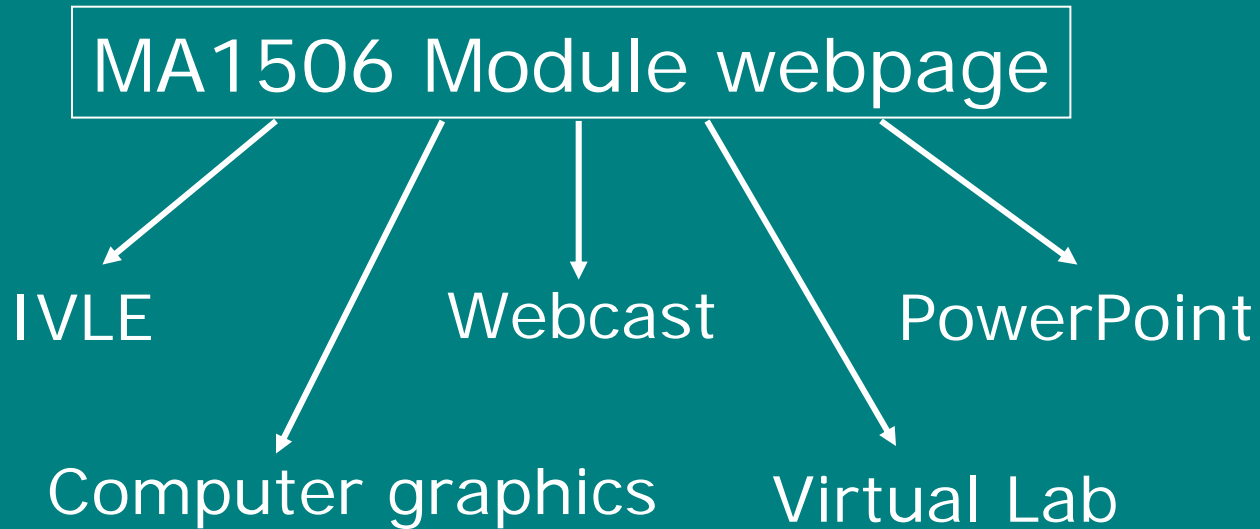 MA1506 Module webpage
IVLE
Webcast
PowerPoint
Computer graphics
Virtual Lab